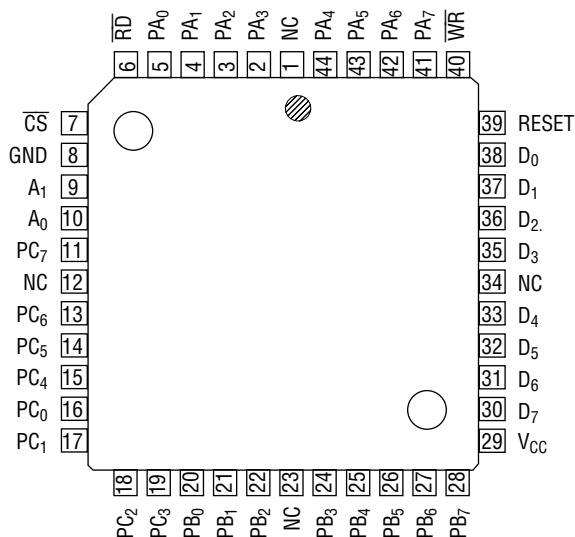 R̅D̅ PA₀ PA₁ PA₂ PA₃ NC PA₄ PA₅ PA₆ PA₇ W̅R̅
6 5 4 3 2 1 44 43 42 41 40
C̅S̅ 7
GND 8
A₁ 9
A₀ 10
PC₇ 11
NC 12
PC₆ 13
PC₅ 14
PC₄ 15
PC₀ 16
PC₁ 17
39 RESET
38 D₀
37 D₁
36 D₂.
35 D₃
34 NC
33 D₄
32 D₅
31 D₆
30 D₇
29 V_CC
18 19 20 21 22 23 24 25 26 27 28
PC₂ PC₃ PB₀ PB₁ PB₂ NC PB₃ PB₄ PB₅ PB₆ PB₇